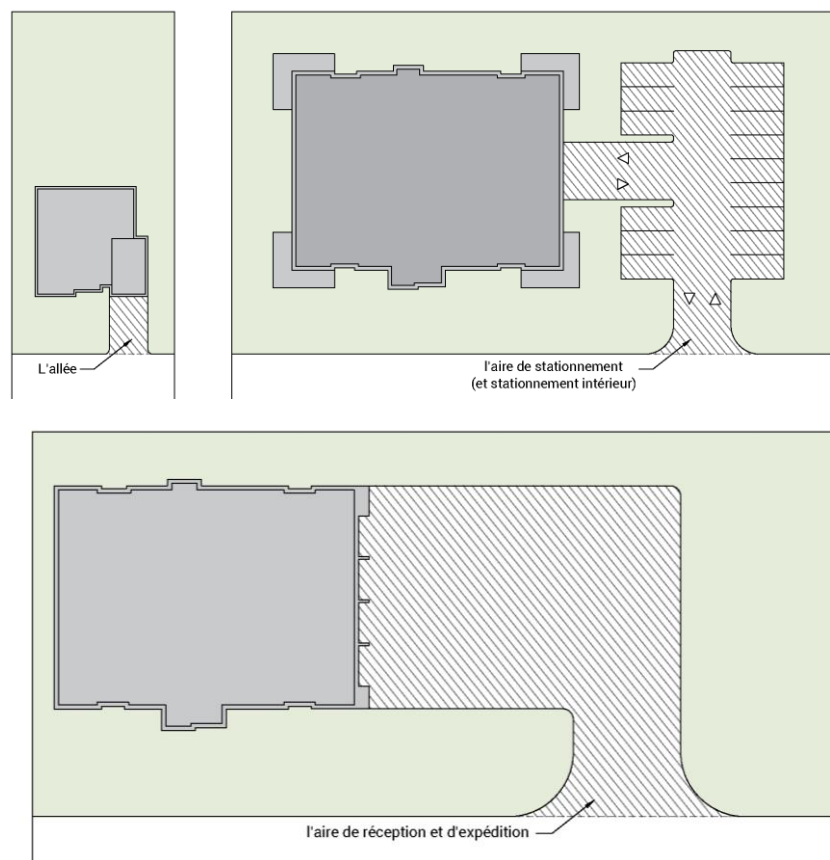 L'allée
l'aire de stationnement
(et stationnement intérieur)
l'aire de réception et d'expédition